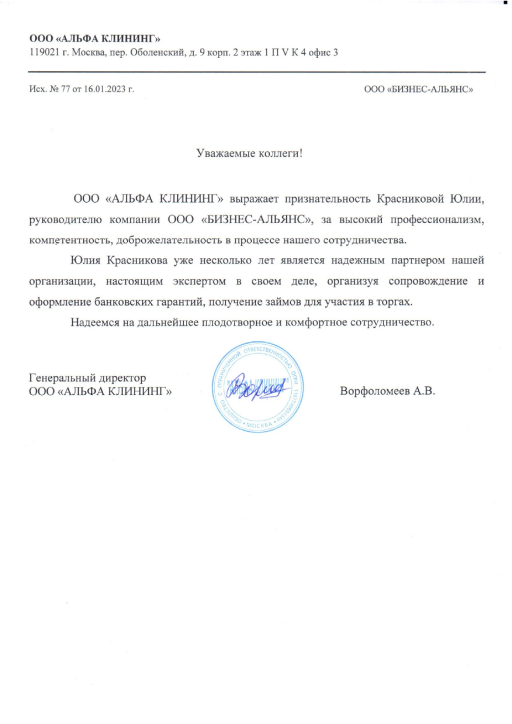 ООО «АЛЬФА КЛИНИНГ»
119021 г. Москва, пер. Оболенский, д. 9 корп. 2 этаж 1 П V К 4 офис 3
Исх. № 77 от 16.01.2023 г. ООО «БИЗНЕС-АЛЬЯНС»
Уважаемые коллеги!
ООО «АЛЬФА КЛИНИНГ» выражает признательность Красниковой Юлии,
руководителю компании ООО «БИЗНЕС-АЛЬЯНС», за высокий профессионализм,
компетентность, доброжелательность в процессе нашего сотрудничества.
Юлия Красникова уже несколько лет является надежным партнером нашей
организации, настоящим экспертом в своем деле, организуя сопровождение и
оформление банковских гарантий, получение займов для участия в торгах.
Надеемся на дальнейшее плодотворное и комфортное сотрудничество.
Генеральный директор
ООО «АЛЬФА КЛИНИНГ» Ворфоломеев А.В.
ОГРАНИЧЕННОЙ ОТВЕТСТВЕННОСТЬЮ
МОСКВА